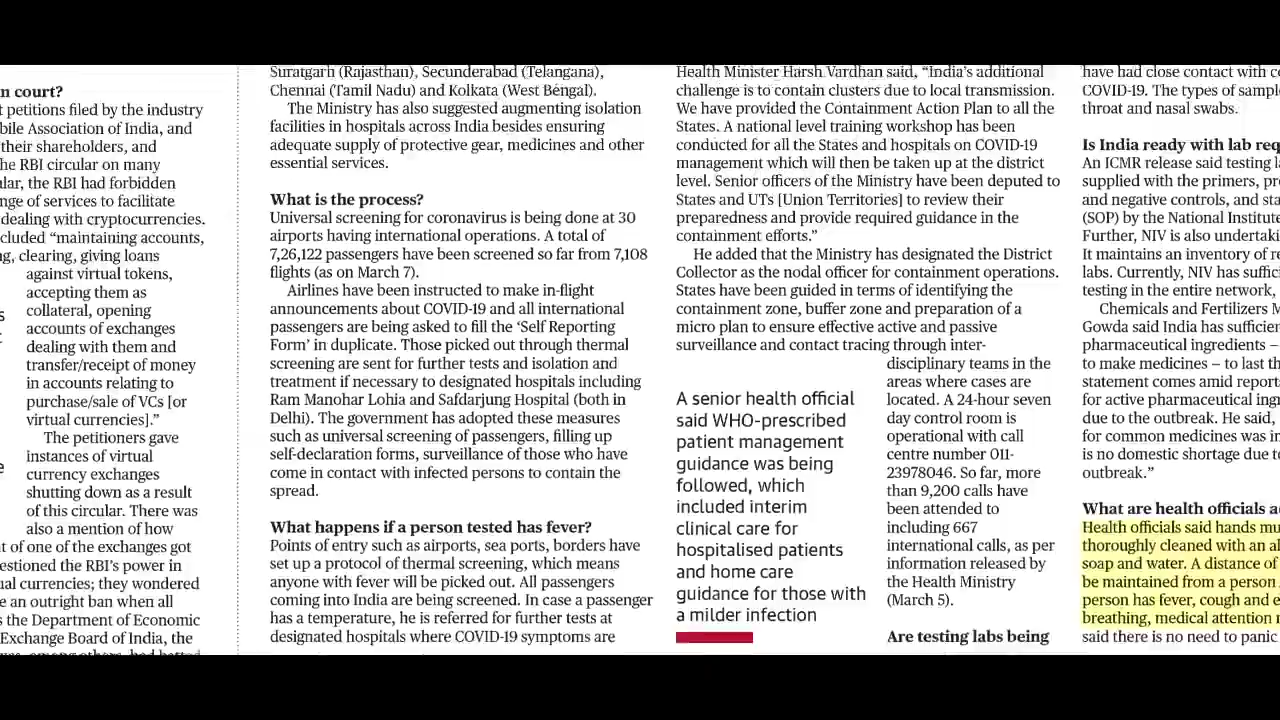 n court?
t petitions filed by the industry
bile Association of India, and
their shareholders, and
he RBI circular on many
ular, the RBI had forbidden
nge of services to facilitate
dealing with cryptocurrencies.
cluded “maintaining accounts,
ng, clearing, giving loans
against virtual tokens,
accepting them as
collateral, opening
accounts of exchanges
dealing with them and
transfer/receipt of money
in accounts relating to
purchase/sale of VCs [or
virtual currencies].”
The petitioners gave
instances of virtual
currency exchanges
shutting down as a result
of this circular. There was
also a mention of how
t of one of the exchanges got
estioned the RBI’s power in
ual currencies; they wondered
e an outright ban when all
s the Department of Economic
Exchange Board of India, the
Suratgarh (Rajasthan), Secunderabad (Telangana),
Chennai (Tamil Nadu) and Kolkata (West Bengal).
The Ministry has also suggested augmenting isolation
facilities in hospitals across India besides ensuring
adequate supply of protective gear, medicines and other
essential services.
What is the process?
Universal screening for coronavirus is being done at 30
airports having international operations. A total of
7,26,122 passengers have been screened so far from 7,108
flights (as on March 7).
Airlines have been instructed to make in-flight
announcements about COVID-19 and all international
passengers are being asked to fill the ‘Self Reporting
Form’ in duplicate. Those picked out through thermal
screening are sent for further tests and isolation and
treatment if necessary to designated hospitals including
Ram Manohar Lohia and Safdarjung Hospital (both in
Delhi). The government has adopted these measures
such as universal screening of passengers, filling up
self-declaration forms, surveillance of those who have
come in contact with infected persons to contain the
spread.
What happens if a person tested has fever?
Points of entry such as airports, sea ports, borders have
set up a protocol of thermal screening, which means
anyone with fever will be picked out. All passengers
coming into India are being screened. In case a passenger
has a temperature, he is referred for further tests at
designated hospitals where COVID-19 symptoms are
Health Minister Harsh Vardhan said, “India’s additional
challenge is to contain clusters due to local transmission.
We have provided the Containment Action Plan to all the
States. A national level training workshop has been
conducted for all the States and hospitals on COVID-19
management which will then be taken up at the district
level. Senior officers of the Ministry have been deputed to
States and UTs [Union Territories] to review their
preparedness and provide required guidance in the
containment efforts.”
He added that the Ministry has designated the District
Collector as the nodal officer for containment operations.
States have been guided in terms of identifying the
containment zone, buffer zone and preparation of a
micro plan to ensure effective active and passive
surveillance and contact tracing through inter-
disciplinary teams in the
areas where cases are
located. A 24-hour seven
day control room is
operational with call
centre number 011-
23978046. So far, more
than 9,200 calls have
been attended to
including 667
international calls, as per
information released by
the Health Ministry
(March 5).
Are testing labs being
A senior health official
said WHO-prescribed
patient management
guidance was being
followed, which
included interim
clinical care for
hospitalised patients
and home care
guidance for those with
a milder infection
have had close contact with c
COVID-19. The types of sampl
throat and nasal swabs.
Is India ready with lab req
An ICMR release said testing l
supplied with the primers, pr
and negative controls, and sta
(SOP) by the National Institut
Further, NIV is also undertaki
It maintains an inventory of r
labs. Currently, NIV has suffic
testing in the entire network,
Chemicals and Fertilizers M
Gowda said India has sufficie
pharmaceutical ingredients –
to make medicines – to last th
statement comes amid report
for active pharmaceutical ing
due to the outbreak. He said,
for common medicines was in
is no domestic shortage due t
outbreak.”
What are health officials a
Health officials said hands mu
thoroughly cleaned with an al
soap and water. A distance of
be maintained from a person
person has fever, cough and
breathing, medical attention
said there is no need to panic